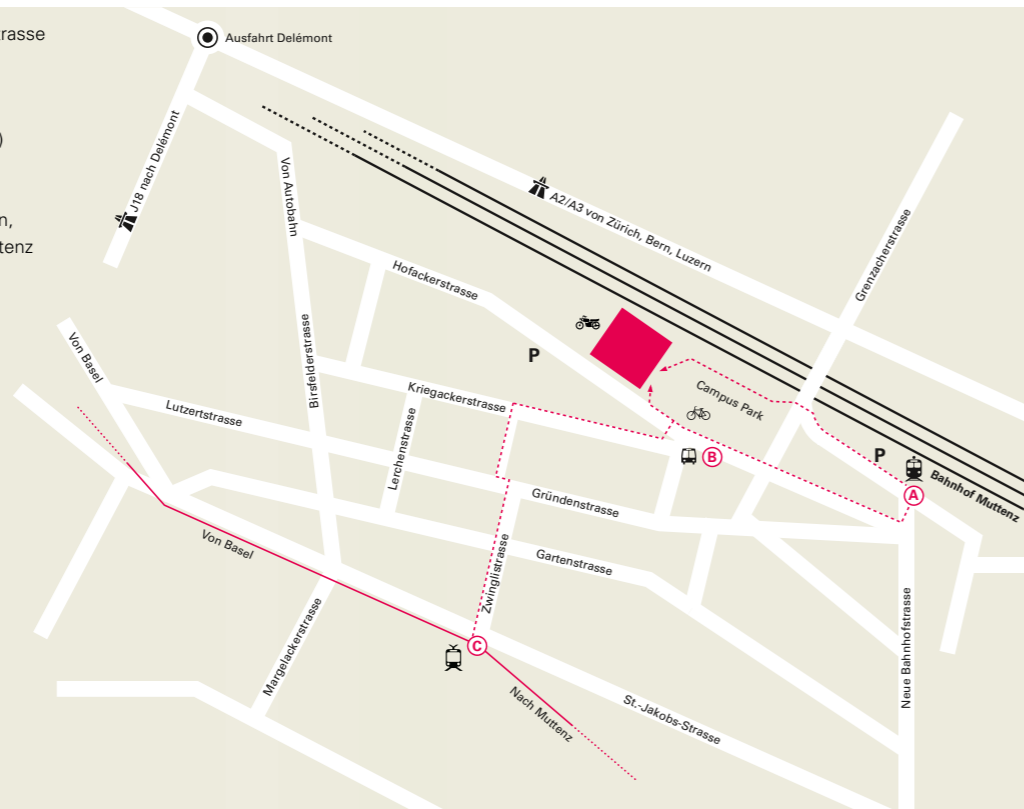 trasse
)
n,
tenz
Ausfahrt Delémont
J18 nach Delémont
Von Autobahn
A2/A3 von Zürich, Bern, Luzern
Grenzacherstrasse
Hofackerstrasse
P
Birsfelderstrasse
Von Basel
Kriegackerstrasse
Campus Park
Lutzertstrasse
Lerchenstrasse
B
P
Bahnhof Muttenz
A
Gründenstrasse
Von Basel
Zwinglistrasse
Gartenstrasse
Margelackerstrasse
C
Neue Bahnhofstrasse
Nach Muttenz
St.-Jakobs-Strasse